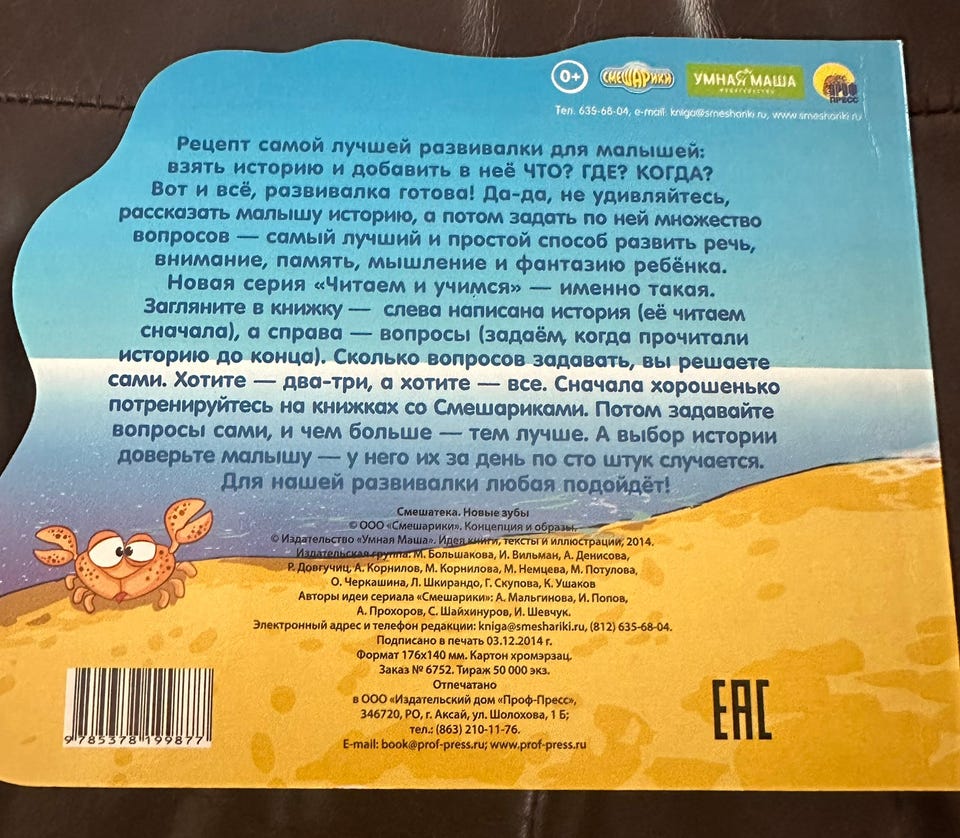 0+ СМЕШАРИКИ УМНАЯ МАША ИЗДАТЕЛЬСТВО ПРОФ ПРЕСС
Тел. 635-68-04, e-mail: kniga@smeshariki.ru, www.smeshariki.ru
Рецепт самой лучшей развивалки для малышей:
взять историю и добавить в неё ЧТО? ГДЕ? КОГДА?
Вот и всё, развивалка готова! Да-да, не удивляйтесь,
рассказать малышу историю, а потом задать по ней множество
вопросов — самый лучший и простой способ развить речь,
внимание, память, мышление и фантазию ребёнка.
Новая серия «Читаем и учимся» — именно такая.
Загляните в книжку — слева написана история (её читаем
сначала), а справа — вопросы (задаём, когда прочитали
историю до конца). Сколько вопросов задавать, вы решаете
сами. Хотите — два-три, а хотите — все. Сначала хорошенько
потренируйтесь на книжках со Смешариками. Потом задавайте
вопросы сами, и чем больше — тем лучше. А выбор истории
доверьте малышу — у него их за день по сто штук случается.
Для нашей развивалки любая подойдёт!
Смешатека. Новые зубы
© ООО «Смешарики». Концепция и образы.
© Издательство «Умная Маша». Идея книги, тексты и иллюстрации, 2014.
Издательская группа: М. Большакова, И. Вильман, А. Денисова,
Р. Довгучиц, А. Корнилов, М. Корнилова, М. Немцева, М. Потулова,
О. Черкашина, Л. Шкирандо, Г. Скупова, К. Ушаков
Авторы идеи сериала «Смешарики»: А. Мальгинова, И. Попов,
А. Прохоров, С. Шайхинуров, И. Шевчук.
Электронный адрес и телефон редакции: kniga@smeshariki.ru, (812) 635-68-04.
Подписано в печать 03.12.2014 г.
Формат 176x140 мм. Картон хромэрзац.
Заказ № 6752. Тираж 50 000 экз.
Отпечатано
в ООО «Издательский дом «Проф-Пресс»,
346720, РО, г. Аксай, ул. Шолохова, 1 Б;
тел.: (863) 210-11-76.
E-mail: book@prof-press.ru; www.prof-press.ru
9 785378 199877
EAC